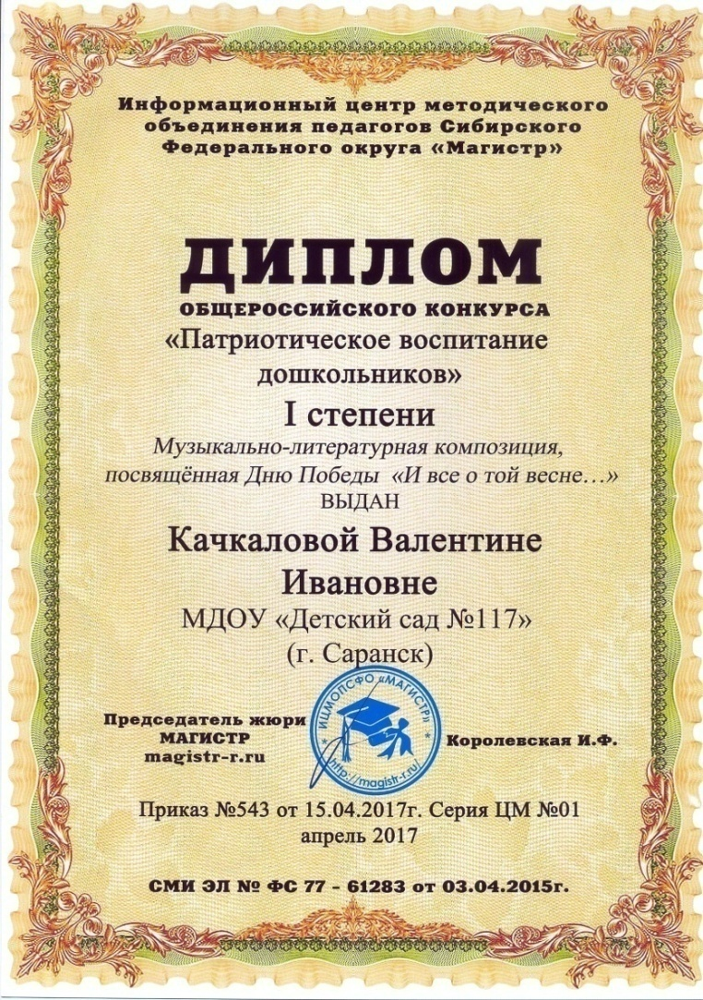 Информационный центр методического
объединения педагогов Сибирского
Федерального округа «Магистр»
ДИПЛОМ
ОБЩЕРОССИЙСКОГО КОНКУРСА
«Патриотическое воспитание
дошкольников»
I степени
Музыкально-литературная композиция,
посвящённая Дню Победы «И все о той весне…»
ВЫДАН
Качкаловой Валентине
Ивановне
МДОУ «Детский сад №117»
(г. Саранск)
Председатель жюри
МАГИСТР
magistr-r.ru
* ИЦМОПСФО «МАГИСТР» *
http://magistr-r.ru/
Королевская И.Ф.
Приказ №543 от 15.04.2017г. Серия ЦМ №01
апрель 2017
СМИ ЭЛ № ФС 77 - 61283 от 03.04.2015г.